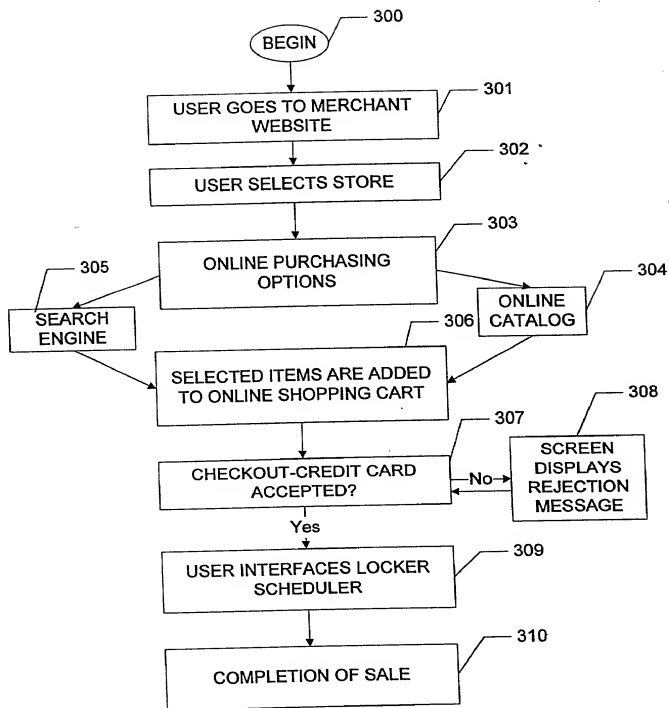 300
BEGIN
301
USER GOES TO MERCHANT
WEBSITE
302
USER SELECTS STORE
303
ONLINE PURCHASING
OPTIONS
305
SEARCH
ENGINE
304
ONLINE
CATALOG
306
SELECTED ITEMS ARE ADDED
TO ONLINE SHOPPING CART
307
CHECKOUT-CREDIT CARD
ACCEPTED?
No
308
SCREEN
DISPLAYS
REJECTION
MESSAGE
Yes
309
USER INTERFACES LOCKER
SCHEDULER
310
COMPLETION OF SALE